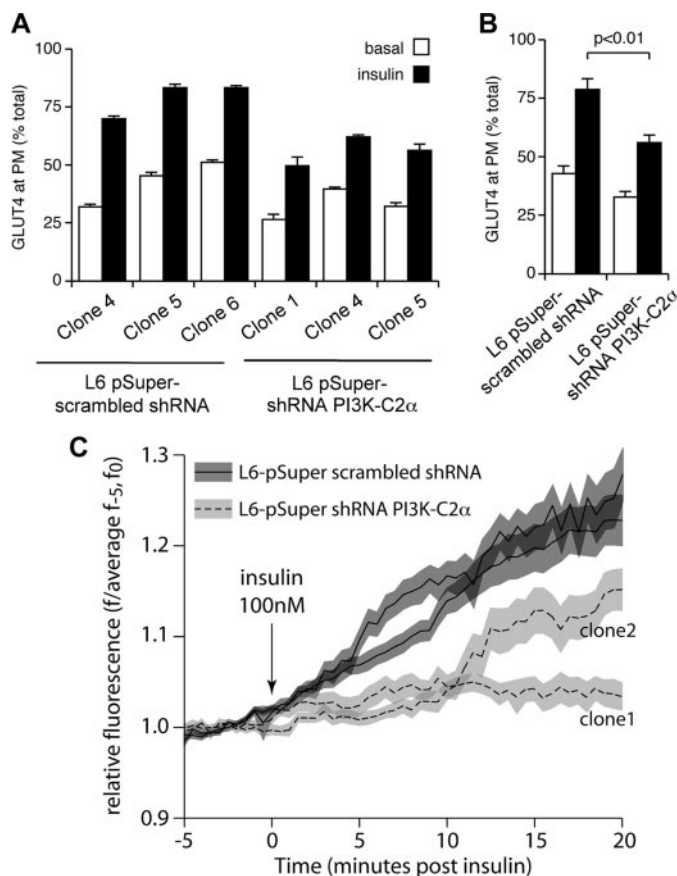 A
B
basal
insulin
p<0.01
100
75
50
25
0
GLUT4 at PM (% total)
Clone 4
Clone 5
Clone 6
Clone 1
Clone 4
Clone 5
L6 pSuper-
scrambled shRNA
L6 pSuper-
shRNA PI3K-C2α
100
75
50
25
0
GLUT4 at PM (% total)
L6 pSuper-
scrambled shRNA
L6 pSuper-
shRNA PI3K-C2α
C
L6-pSuper scrambled shRNA
L6-pSuper shRNA PI3K-C2α
insulin
100nM
clone2
clone1
1.3
1.2
1.1
1.0
0.9
relative fluorescence (f/average f-5, f0)
-5
0
5
10
15
20
Time (minutes post insulin)